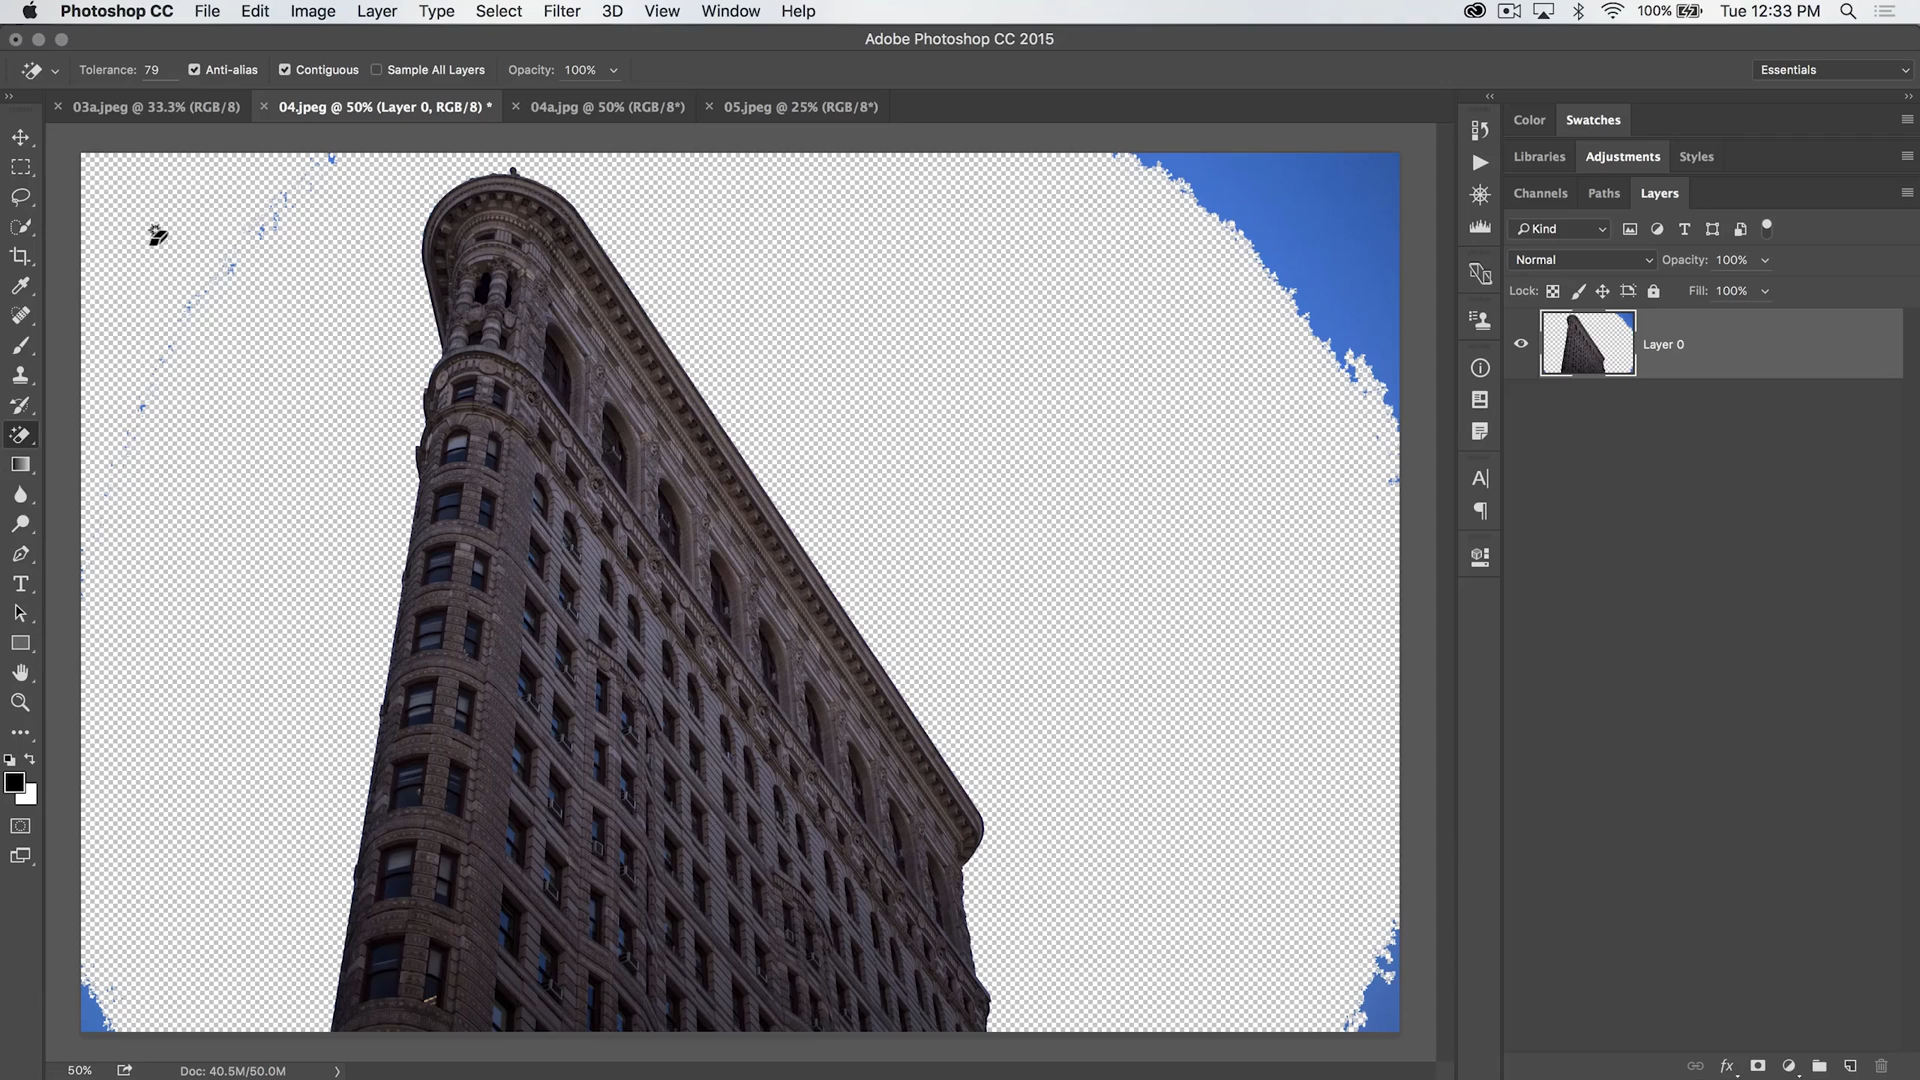 Photoshop CC File Edit Image Layer Type Select Filter 3D View Window Help 100% Tue 12:33 PM
Adobe Photoshop CC 2015
Tolerance: 79 Anti-alias Contiguous Sample All Layers Opacity: 100% Essentials
03a.jpeg @ 33.3% (RGB/8) 04.jpeg @ 50% (Layer 0, RGB/8) * 04a.jpg @ 50% (RGB/8*) 05.jpeg @ 25% (RGB/8*)
Color Swatches
Libraries Adjustments Styles
Channels Paths Layers
Kind
Normal Opacity: 100%
Lock: Fill: 100%
Layer 0
50% Doc: 40.5M/50.0M